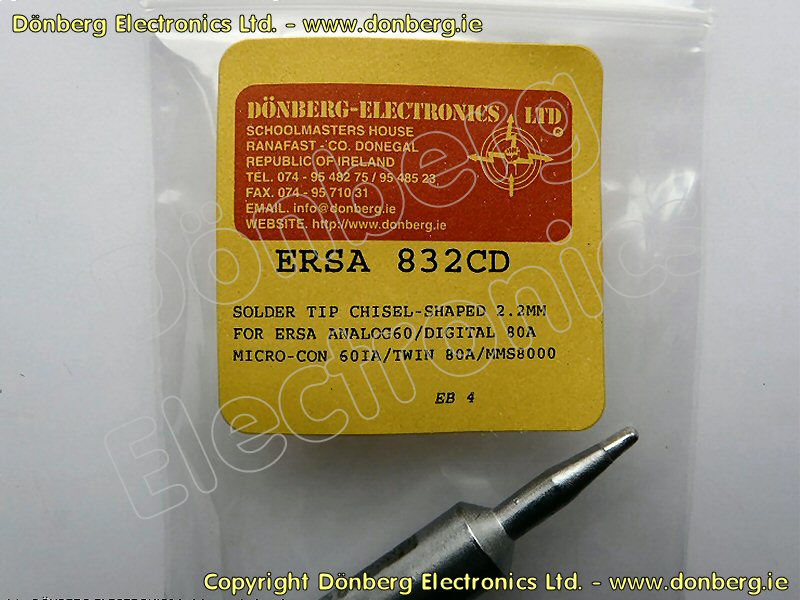 Dönberg Electronics Ltd. - www.donberg.ie
DÖNBERG-ELECTRONICS LTD
SCHOOLMASTERS HOUSE
RANAFAST - CO. DONEGAL
REPUBLIC OF IRELAND
TEL. 074 - 95 482 75 / 95 485 23
FAX. 074 - 95 710 31
EMAIL. info@donberg.ie
WEBSITE. http://www.donberg.ie
ERSA 832CD
SOLDER TIP CHISEL-SHAPED 2.2MM
FOR ERSA ANALOG60/DIGITAL 80A
MICRO-CON 60IA/TWIN 80A/MMS8000
EB 4
Dönberg
Electronics
Copyright Dönberg Electronics Ltd. - www.donberg.ie